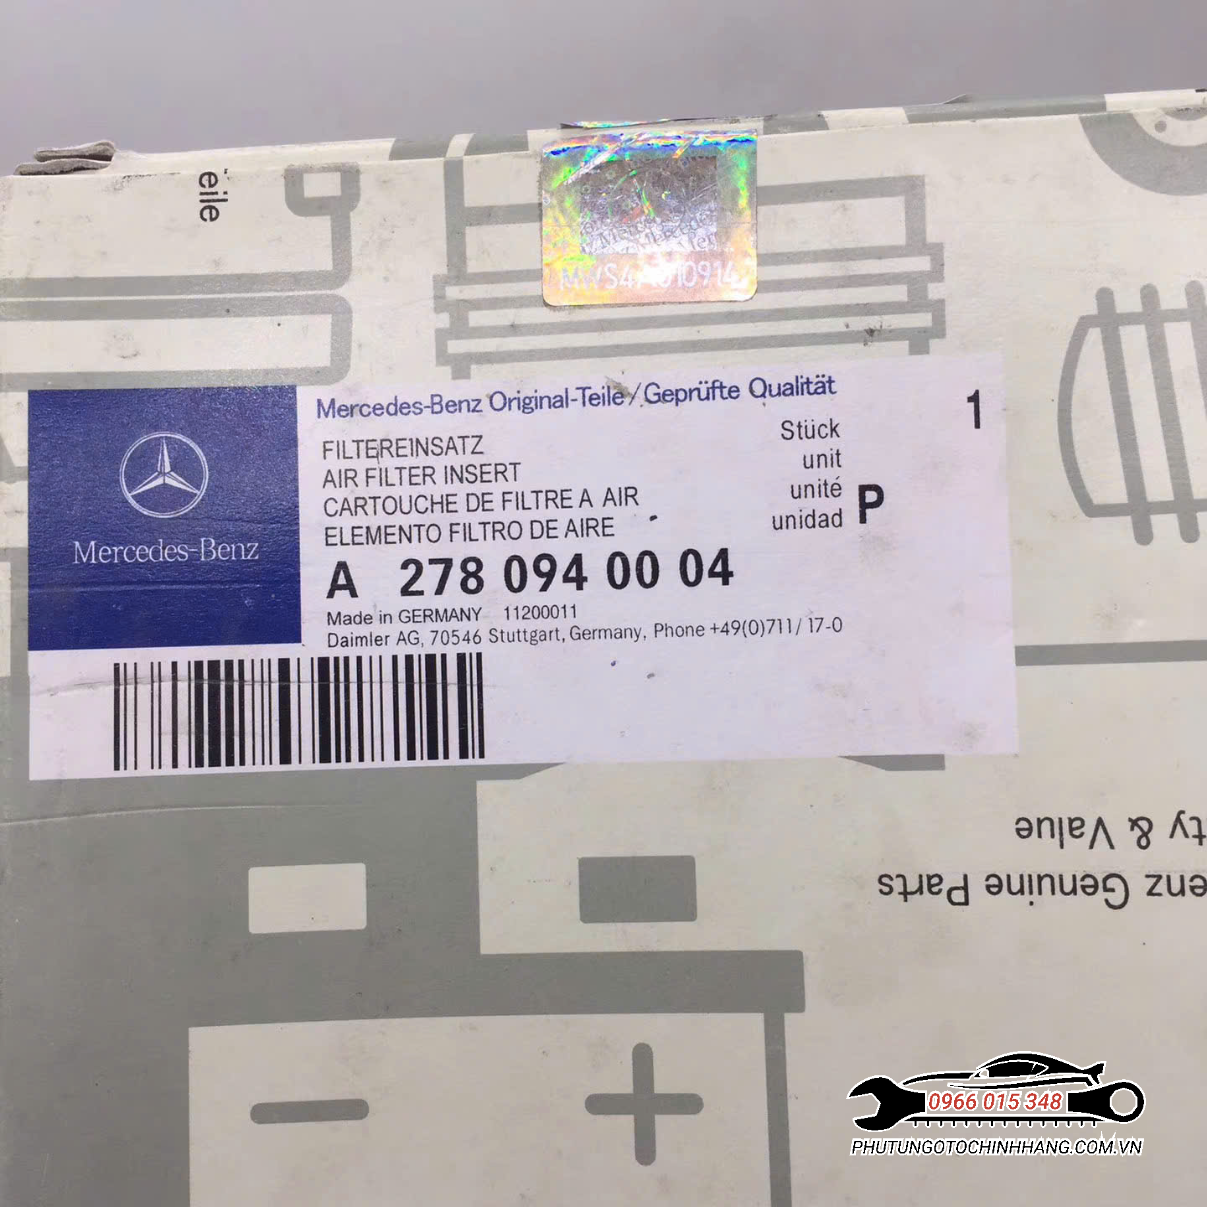 eile
MWS4A010914
Mercedes-Benz Original-Teile/Geprüfte Qualität
1
FILTEREINSATZ
AIR FILTER INSERT
CARTOUCHE DE FILTRE A AIR
ELEMENTO FILTRO DE AIRE
Stück
unit
unité
unidad P
Mercedes-Benz
A 278 094 00 04
Made in GERMANY 11200011
Daimler AG, 70546 Stuttgart, Germany, Phone +49(0)711/ 17-0
ty & Value
enz Genuine Parts
0966 015 348
PHUTUNGOTOCHINHHANG.COM.VN